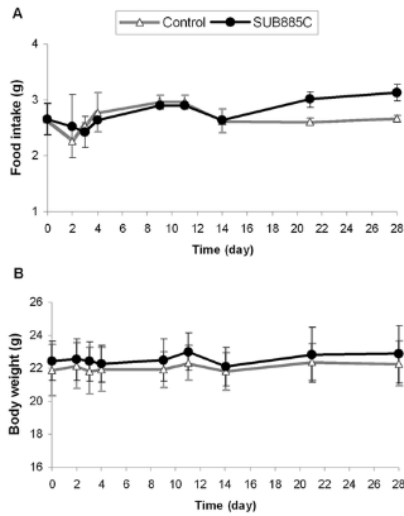 A
Control SUB885C
4
3
2
1
Food intake (g)
0 2 4 6 8 10 12 14 16 18 20 22 24 26 28
Time (day)
B
26
24
22
20
18
16
Body weight (g)
0 2 4 6 8 10 12 14 16 18 20 22 24 26 28
Time (day)